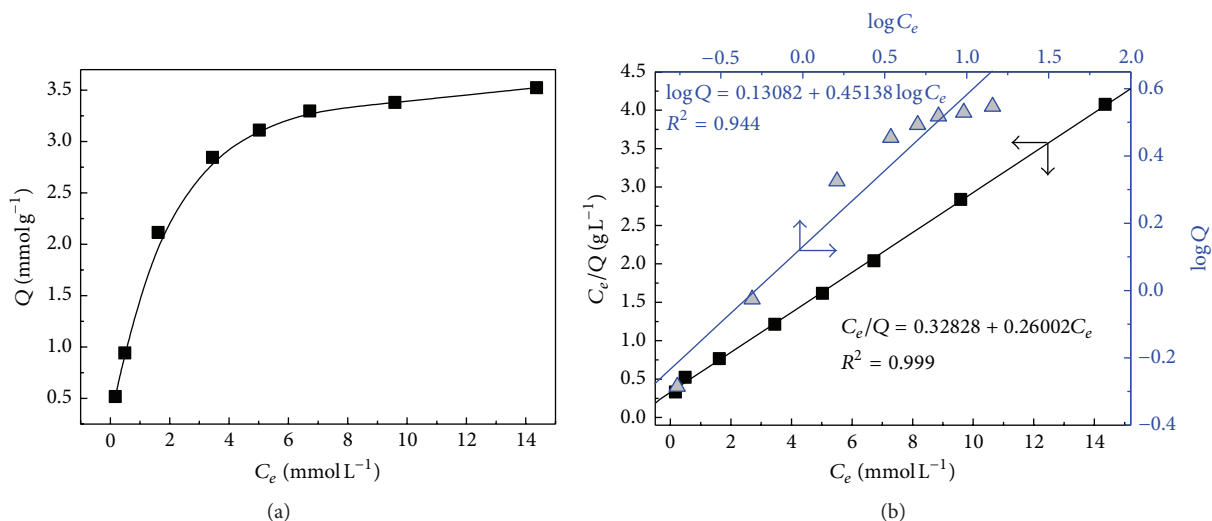 3.5
3.0
2.5
2.0
1.5
1.0
0.5
Q (mmol g⁻¹)
0 2 4 6 8 10 12 14
Cₑ (mmol L⁻¹)
(a)
log Cₑ
−0.5 0.0 0.5 1.0 1.5 2.0
4.5
4.0
3.5
3.0
2.5
2.0
1.5
1.0
0.5
0.0
Cₑ/Q (g L⁻¹)
log Q = 0.13082 + 0.45138 log Cₑ
R² = 0.944
Cₑ/Q = 0.32828 + 0.26002Cₑ
R² = 0.999
0.6
0.4
0.2
0.0
−0.2
−0.4
log Q
0 2 4 6 8 10 12 14
Cₑ (mmol L⁻¹)
(b)